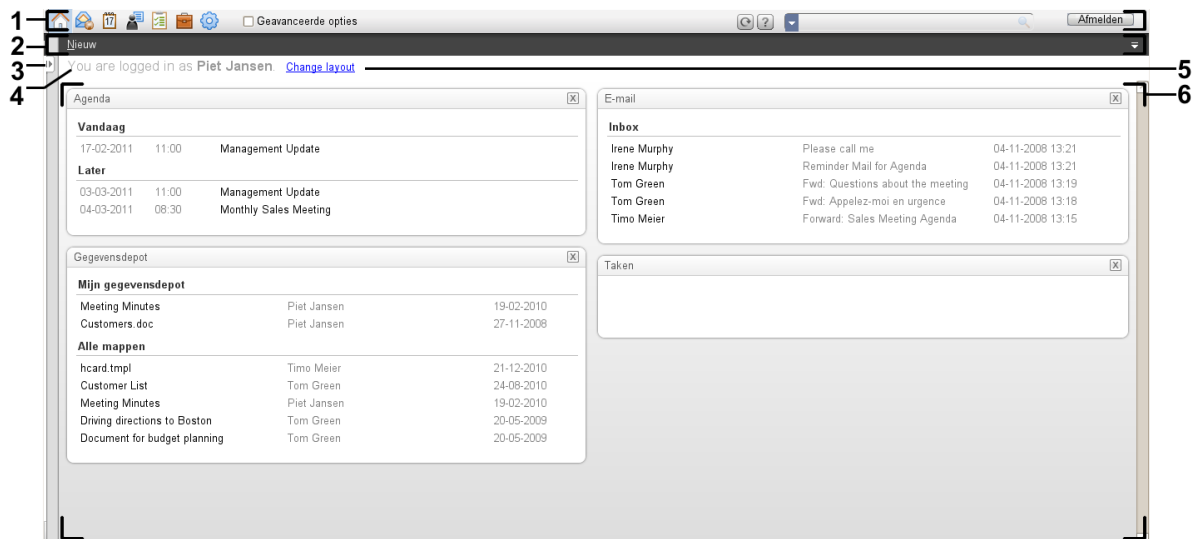 1 17 Geavanceerde opties ? Afmelden
2 Nieuw
3
4 You are logged in as Piet Jansen. Change layout 5
6
Agenda X
Vandaag
17-02-2011 11:00 Management Update
Later
03-03-2011 11:00 Management Update
04-03-2011 08:30 Monthly Sales Meeting
E-mail X
Inbox
Irene Murphy Please call me 04-11-2008 13:21
Irene Murphy Reminder Mail for Agenda 04-11-2008 13:21
Tom Green Fwd: Questions about the meeting 04-11-2008 13:19
Tom Green Fwd: Appelez-moi en urgence 04-11-2008 13:18
Timo Meier Forward: Sales Meeting Agenda 04-11-2008 13:15
Gegevensdepot X
Mijn gegevensdepot
Meeting Minutes Piet Jansen 19-02-2010
Customers.doc Piet Jansen 27-11-2008
Alle mappen
hcard.tmpl Timo Meier 21-12-2010
Customer List Tom Green 24-08-2010
Meeting Minutes Piet Jansen 19-02-2010
Driving directions to Boston Tom Green 20-05-2009
Document for budget planning Tom Green 20-05-2009
Taken X